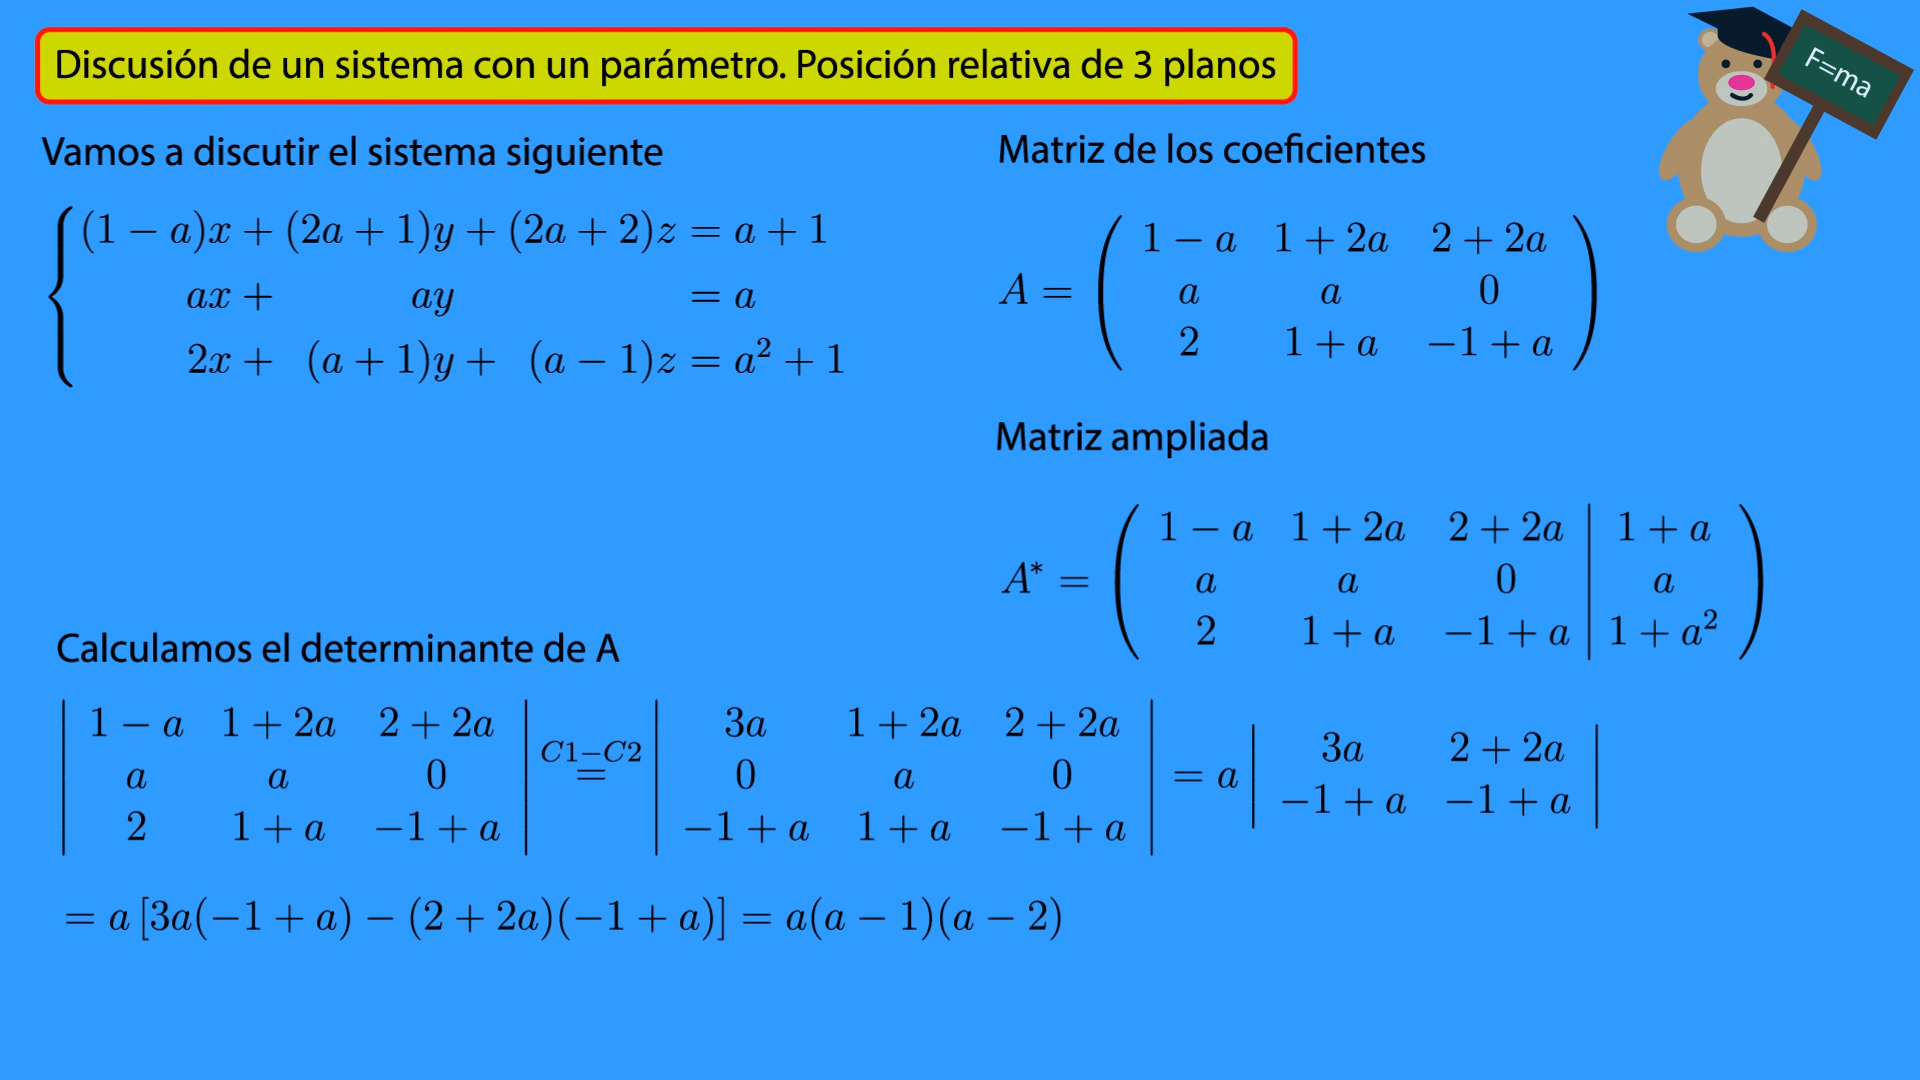 Discusión de un sistema con un parámetro. Posición relativa de 3 planos
F=ma
Vamos a discutir el sistema siguiente
(1 − a)x + (2a + 1)y + (2a + 2)z = a + 1
ax + ay = a
2x + (a + 1)y + (a − 1)z = a² + 1
Matriz de los coeficientes
A =
1 − a 1 + 2a 2 + 2a
a a 0
2 1 + a −1 + a
Matriz ampliada
A* =
1 − a 1 + 2a 2 + 2a | 1 + a
a a 0 | a
2 1 + a −1 + a | 1 + a²
Calculamos el determinante de A
| 1 − a 1 + 2a 2 + 2a |
| a a 0 |
| 2 1 + a −1 + a |
C1−C2
=
| 3a 1 + 2a 2 + 2a |
| 0 a 0 |
| −1 + a 1 + a −1 + a |
= a
| 3a 2 + 2a |
| −1 + a −1 + a |
= a [3a(−1 + a) − (2 + 2a)(−1 + a)] = a(a − 1)(a − 2)